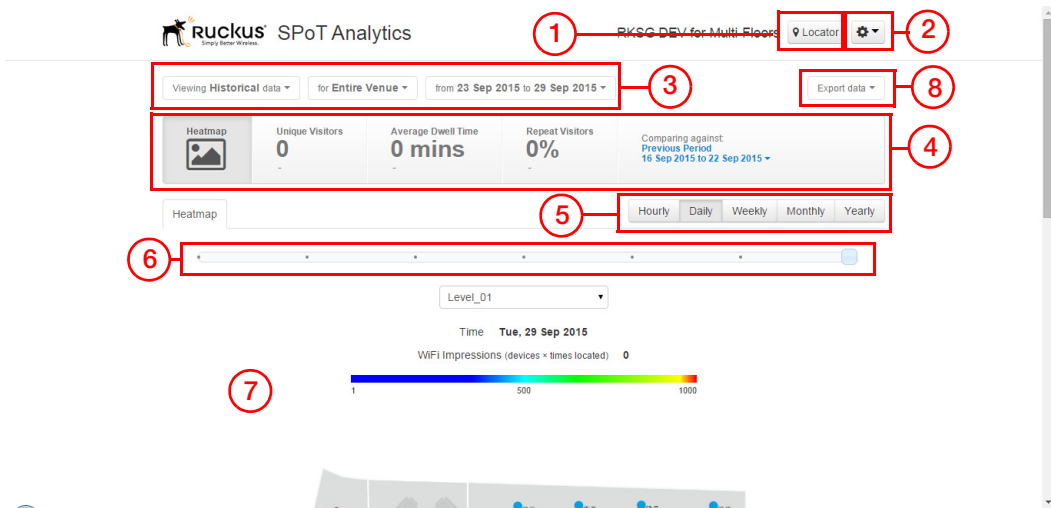 RUCKUS SPoT Analytics
Simply Better Wireless.
1
RKSG DEV for Multi Floors
Locator
2
Viewing Historical data
for Entire Venue
from 23 Sep 2015 to 29 Sep 2015
3
Export data
8
Heatmap
Unique Visitors
0
-
Average Dwell Time
0 mins
-
Repeat Visitors
0%
-
Comparing against:
Previous Period
16 Sep 2015 to 22 Sep 2015
4
Heatmap
5
Hourly Daily Weekly Monthly Yearly
6
Level_01
Time Tue, 29 Sep 2015
WiFi Impressions (devices × times located) 0
7
1 500 1000